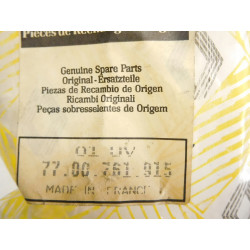 Pièces de Rechange
Genuine Spare Parts
Original-Ersatzteile
Piezas de Recambio de Origen
Ricambi Originali
Peças sobresselentes de Origem
01 UV
77.00.761.915
MADE IN FRANCE